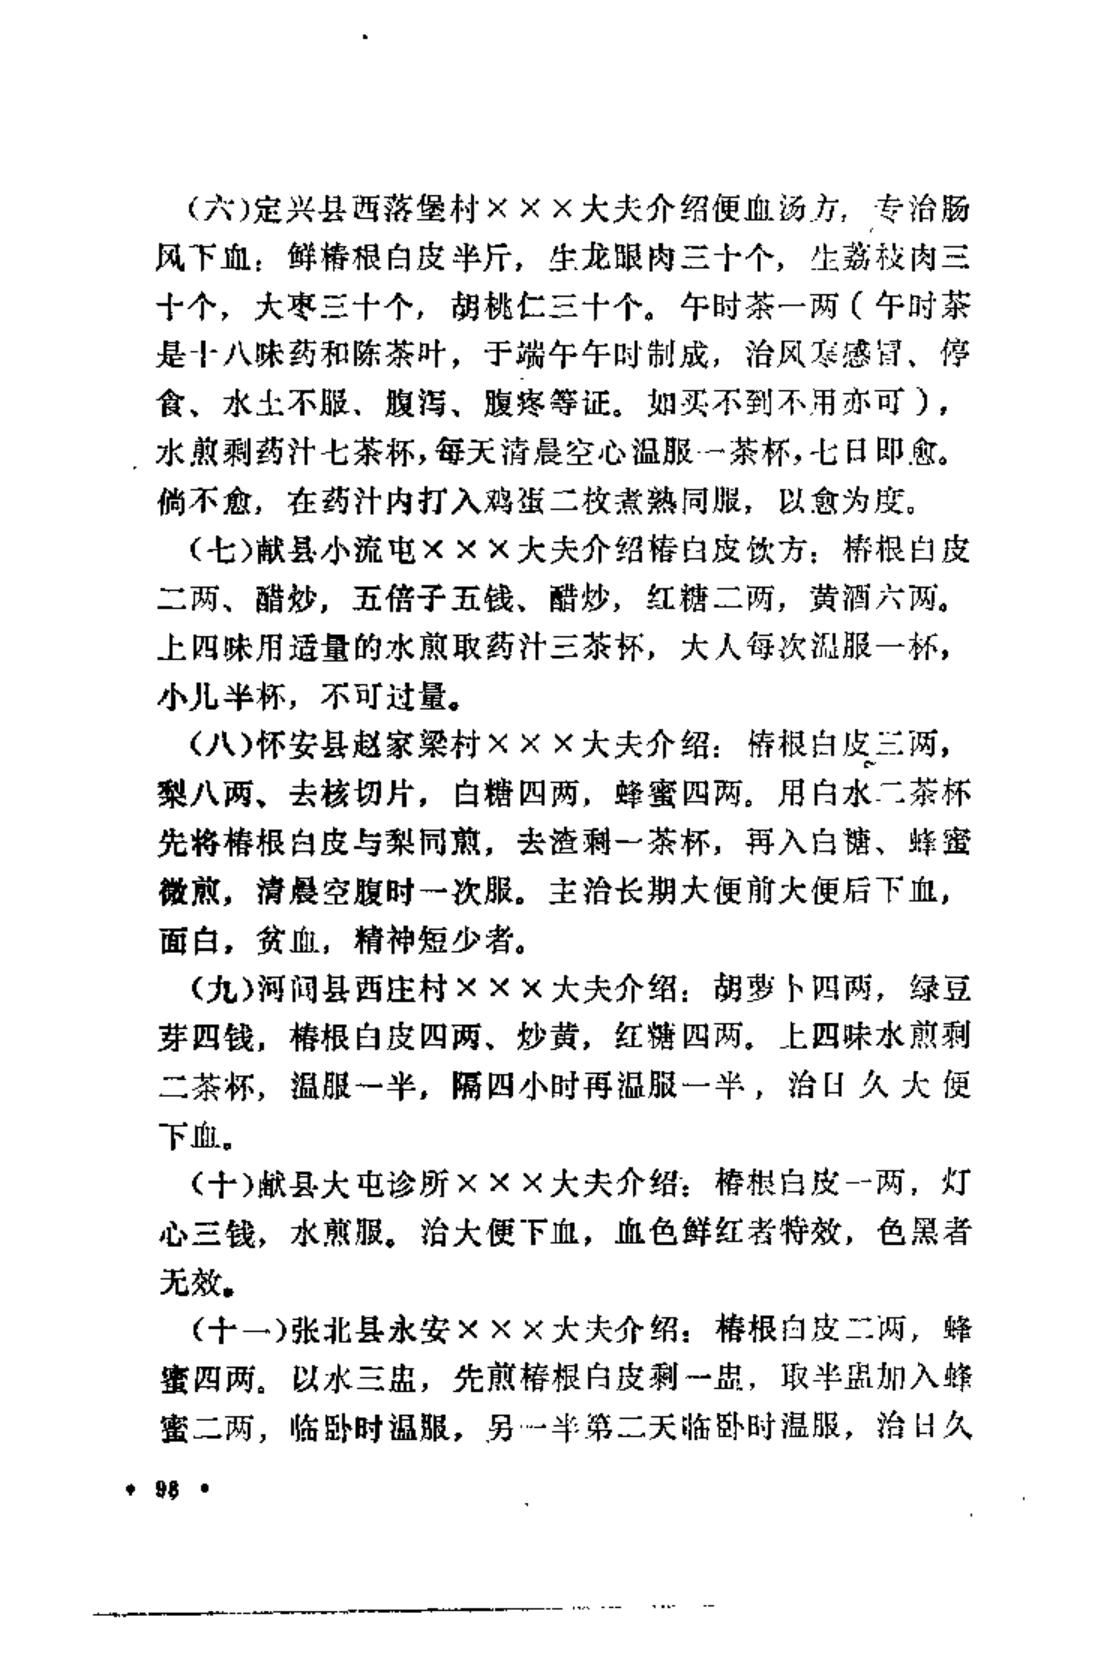 （六）定兴县西落堡村×××大夫介绍便血汤方，专治肠
风下血：鲜椿根白皮半斤，生龙眼肉三十个，生荔枝肉三
十个，大枣三十个，胡桃仁三十个。午时茶一两（午时茶
是十八味药和陈茶叶，于端午午时制成，治风寒感冒、停
食、水土不服、腹泻、腹疼等证。如买不到不用亦可），
水煎剩药汁七茶杯，每天清晨空心温服一茶杯，七日即愈。
倘不愈，在药汁内打入鸡蛋二枚煮熟同服，以愈为度。
（七）献县小流屯×××大夫介绍椿白皮饮方：椿根白皮
二两、醋炒，五倍子五钱、醋炒，红糖二两，黄酒六两。
上四味用适量的水煎取药汁三茶杯，大人每次温服一杯，
小儿半杯，不可过量。
（八）怀安县赵家梁村×××大夫介绍：椿根白皮三两，
梨八两、去核切片，白糖四两，蜂蜜四两。用白水二茶杯
先将椿根白皮与梨同煎，去渣剩一茶杯，再入白糖、蜂蜜
微煎，清晨空腹时一次服。主治长期大便前大便后下血，
面白，贫血，精神短少者。
（九）河间县西庄村×××大夫介绍：胡萝卜四两，绿豆
芽四钱，椿根白皮四两、炒黄，红糖四两。上四味水煎剩
二茶杯，温服一半，隔四小时再温服一半，治日久大便
下血。
（十）献县大屯诊所×××大夫介绍：椿根白皮一两，灯
心三钱，水煎服。治大便下血，血色鲜红者特效，色黑者
无效。
（十一）张北县永安×××大夫介绍：椿根白皮二两，蜂
蜜四两。以水三盅，先煎椿根白皮剩一盅，取半盅加入蜂
蜜二两，临卧时温服，另一半第二天临卧时温服，治日久
• 98 •